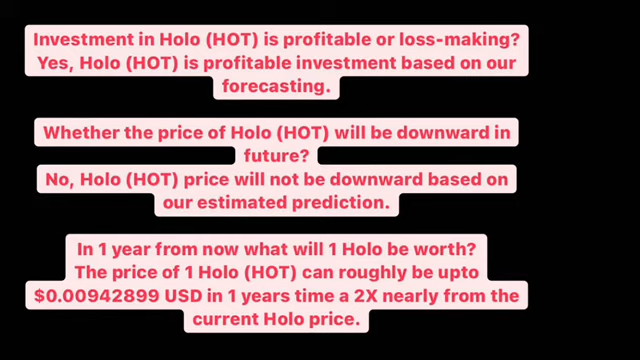 Investment in Holo (HOT) is profitable or loss-making?
Yes, Holo (HOT) is profitable investment based on our
forecasting.
Whether the price of Holo (HOT) will be downward in
future?
No, Holo (HOT) price will not be downward based on
our estimated prediction.
In 1 year from now what will 1 Holo be worth?
The price of 1 Holo (HOT) can roughly be upto
$0.00942899 USD in 1 years time a 2X nearly from the
current Holo price.